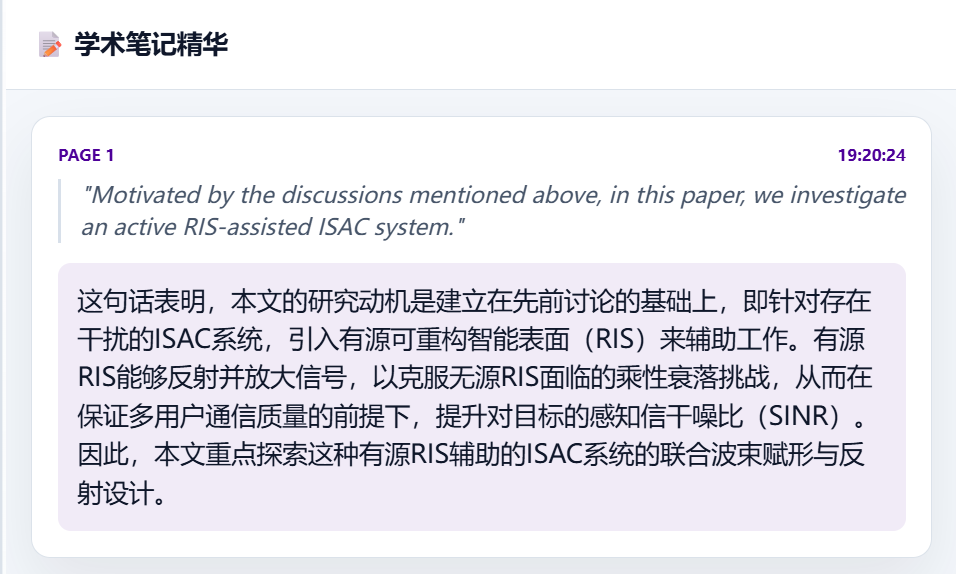 学术笔记精华
PAGE 1
19:20:24
"Motivated by the discussions mentioned above, in this paper, we investigate
an active RIS-assisted ISAC system."
这句话表明，本文的研究动机是建立在先前讨论的基础上，即针对存在
干扰的ISAC系统，引入有源可重构智能表面（RIS）来辅助工作。有源
RIS能够反射并放大信号，以克服无源RIS面临的乘性衰落挑战，从而在
保证多用户通信质量的前提下，提升对目标的感知信干噪比（SINR）。
因此，本文重点探索这种有源RIS辅助的ISAC系统的联合波束赋形与反
射设计。